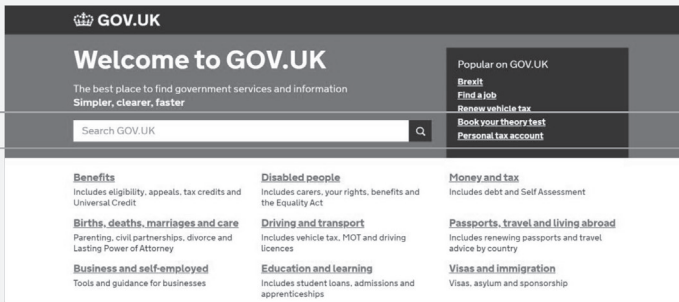 GOV.UK
Welcome to GOV.UK
The best place to find government services and information
Simpler, clearer, faster
Search GOV.UK
Popular on GOV.UK
Brexit
Find a job
Renew vehicle tax
Book your theory test
Personal tax account
Benefits
Includes eligibility, appeals, tax credits and
Universal Credit
Disabled people
Includes carers, your rights, benefits and
the Equality Act
Money and tax
Includes debt and Self Assessment
Births, deaths, marriages and care
Parenting, civil partnerships, divorce and
Lasting Power of Attorney
Driving and transport
Includes vehicle tax, MOT and driving
licences
Passports, travel and living abroad
Includes renewing passports and travel
advice by country
Business and self-employed
Tools and guidance for businesses
Education and learning
Includes student loans, admissions and
apprenticeships
Visas and immigration
Visas, asylum and sponsorship